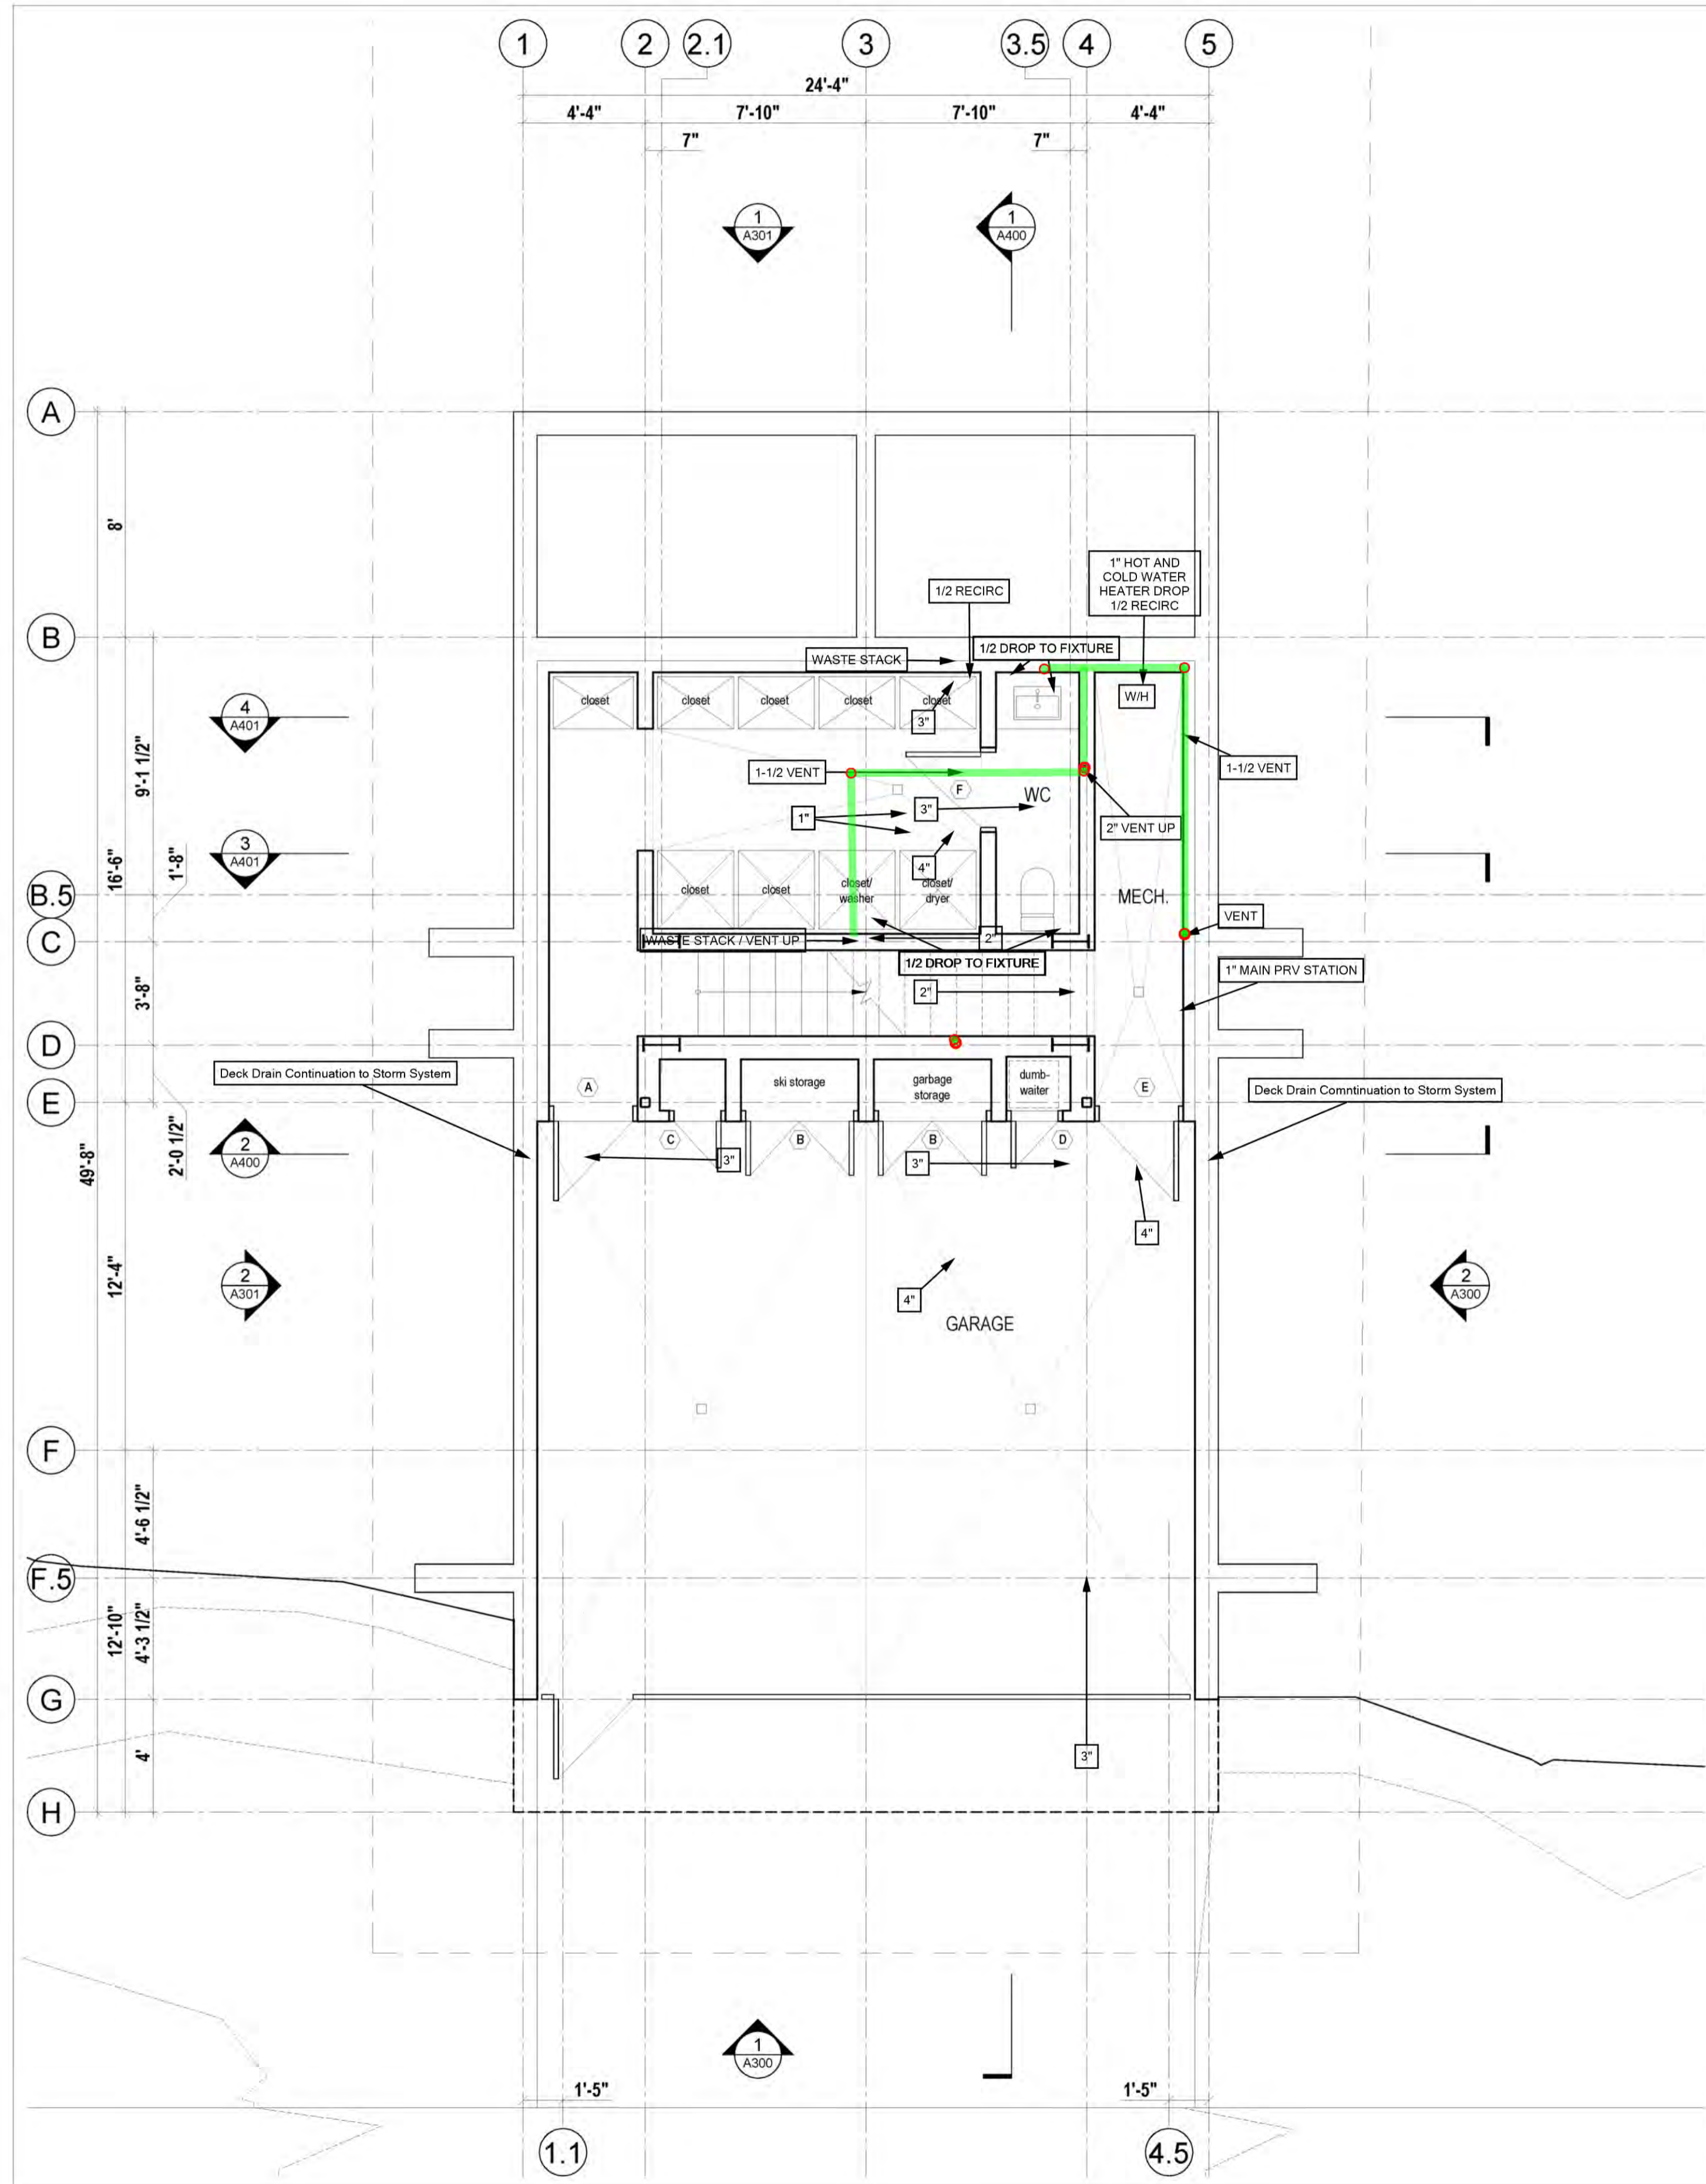 1
2
2.1
3
3.5
4
5
24'-4"
4'-4"
7'-10"
7'-10"
4'-4"
7"
7"
1
A301
1
A400
A
8'
B
1/2 RECIRC
1" HOT AND
COLD WATER
HEATER DROP
1/2 RECIRC
WASTE STACK
1/2 DROP TO FIXTURE
4
A401
closet
closet
closet
closet
closet
3"
W/H
9'-1 1/2"
1-1/2 VENT
F
WC
1-1/2 VENT
1"
3"
2" VENT UP
3
A401
16'-6"
1'-8"
4"
B.5
closet
closet
closet/
washer
closet/
dryer
MECH.
C
WASTE STACK / VENT UP
2"
VENT
1/2 DROP TO FIXTURE
1" MAIN PRV STATION
3'-8"
2"
D
Deck Drain Continuation to Storm System
A
ski storage
garbage
storage
dumb-
waiter
E
Deck Drain Comntinuation to Storm System
E
2'-0 1/2"
2
A400
C
B
B
D
3"
3"
49'-8"
4"
12'-4"
2
A301
4"
2
A300
GARAGE
F
4'-6 1/2"
F.5
12'-10"
4'-3 1/2"
G
4'
3"
H
1
A300
1'-5"
1'-5"
1.1
4.5